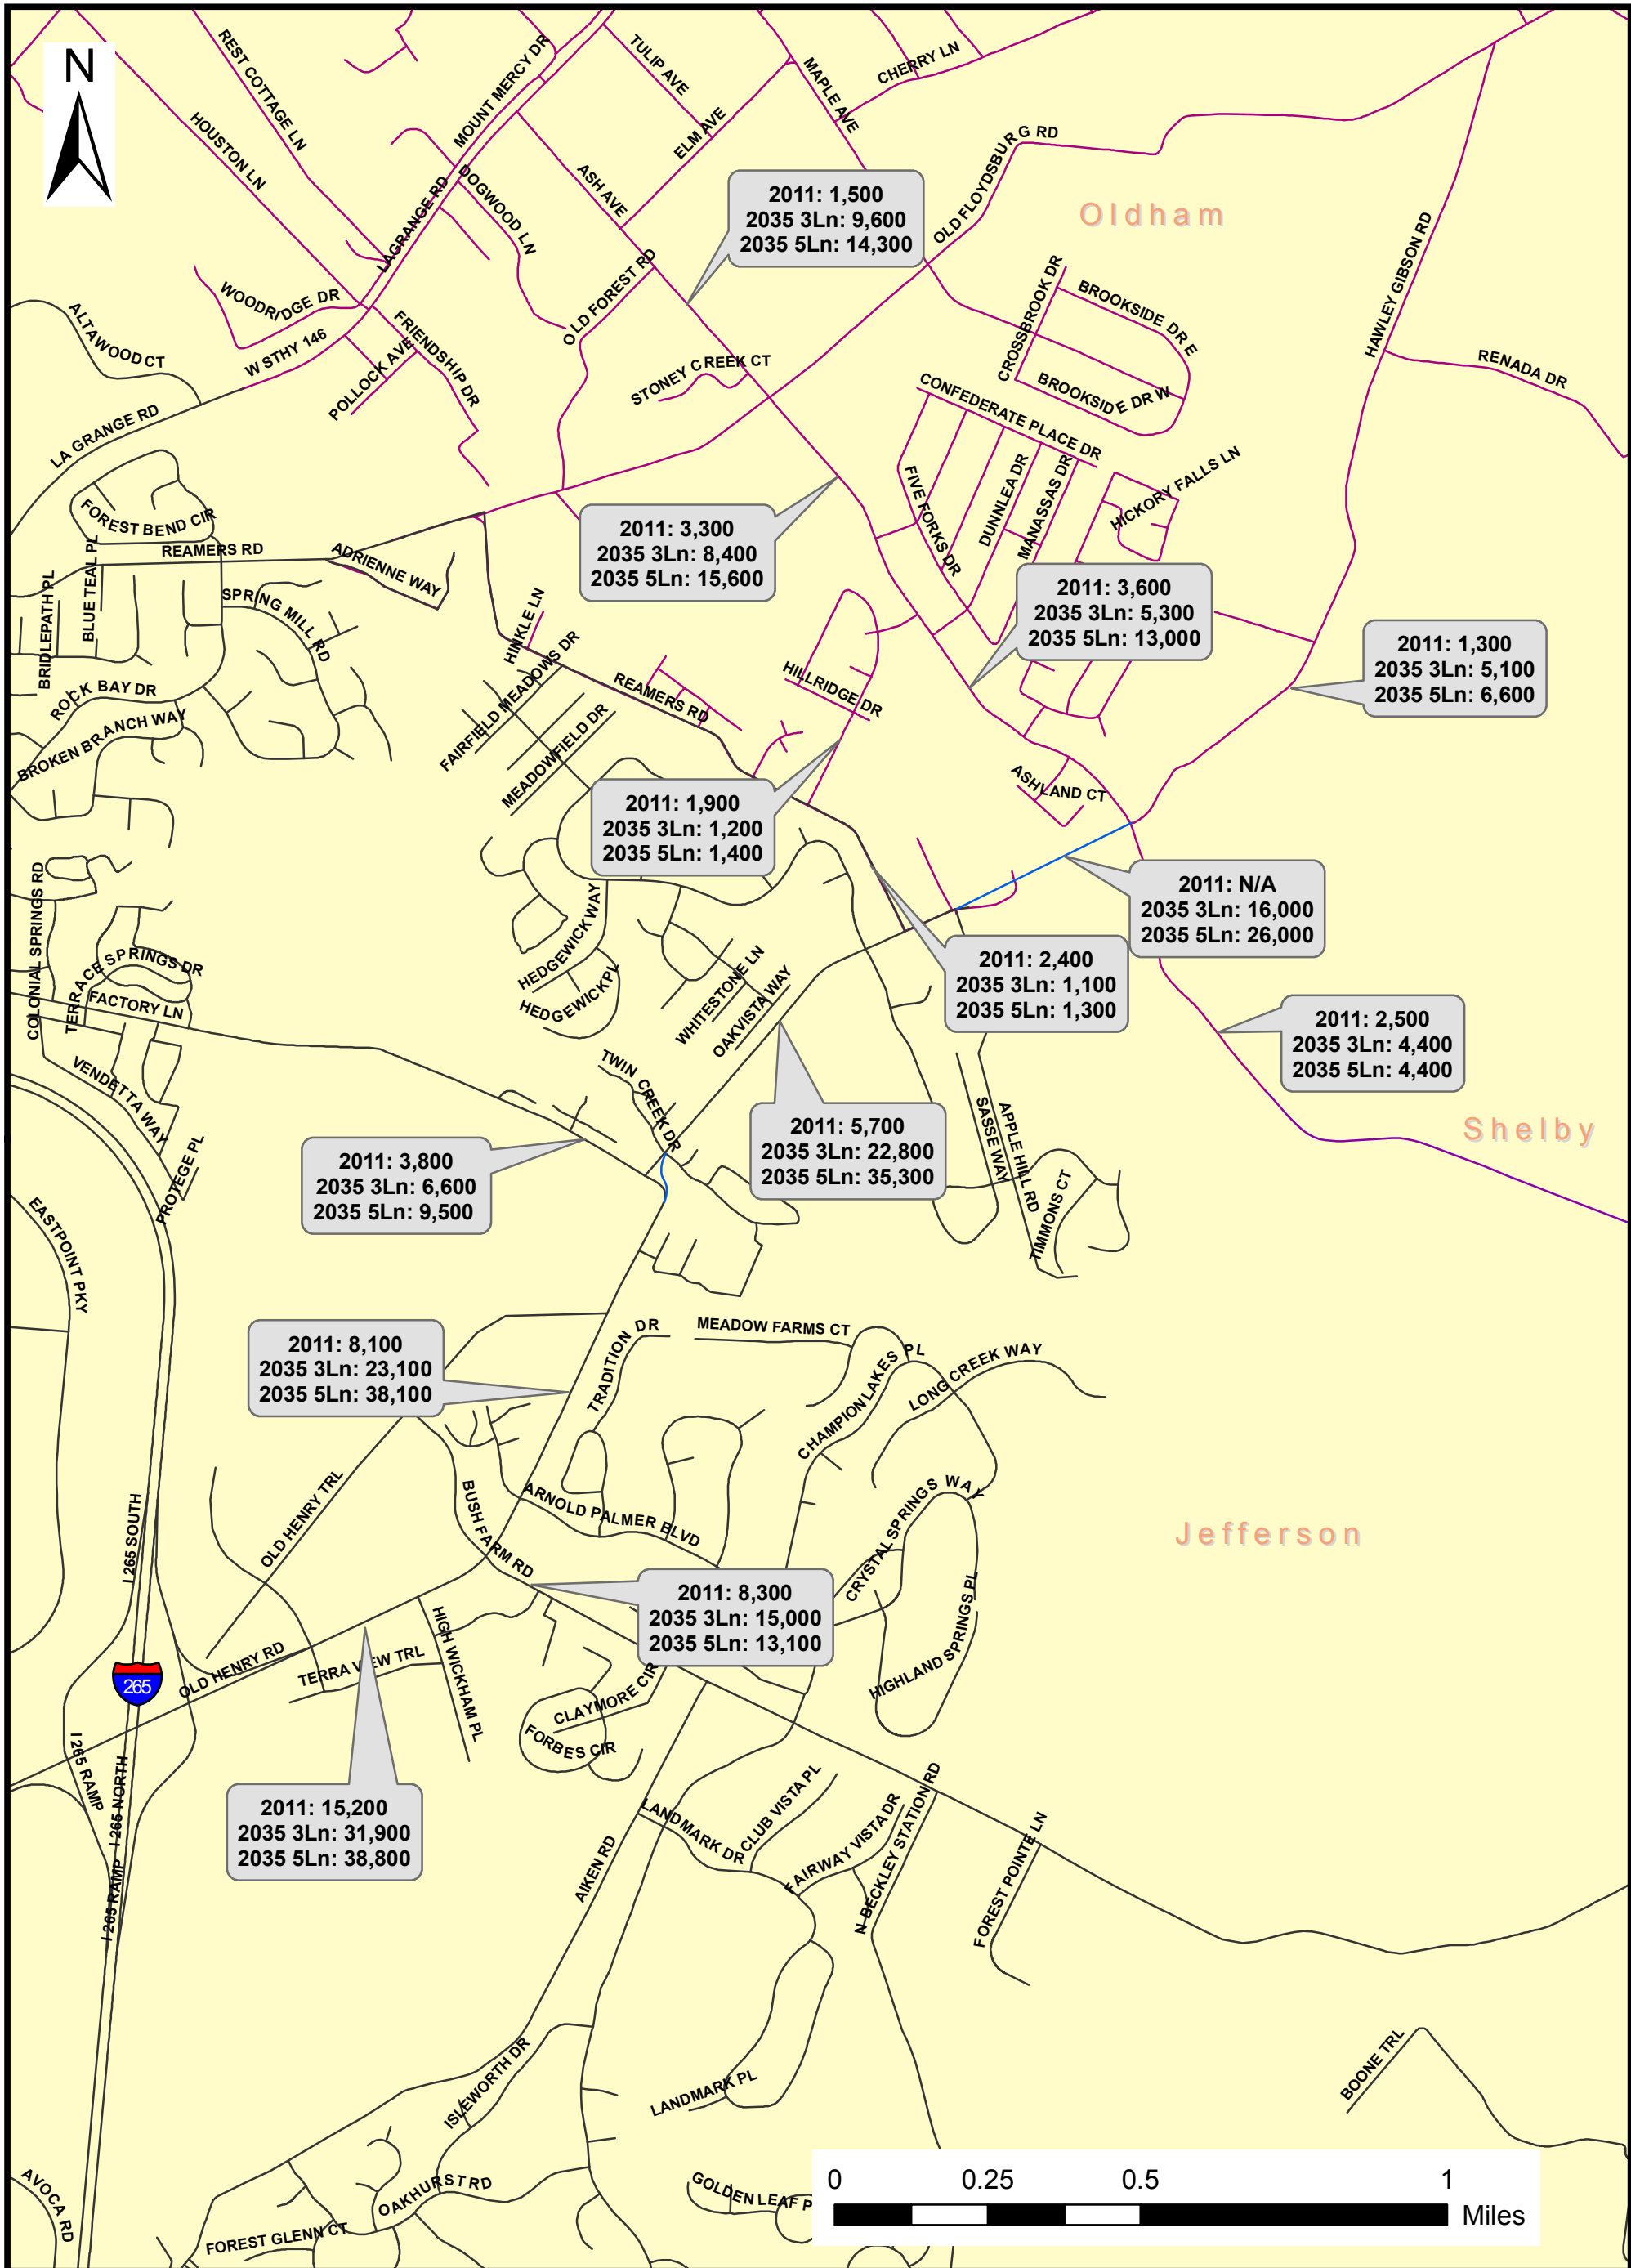 N
REST COTTAGE LN
HOUSTON LN
MOUNT MERCY DR
TULIP AVE
MAPLE AVE
CHERRY LN
ELM AVE
ASH AVE
DOGWOOD LN
LAGRANGE RD
OLD FLOYDSBURG RD
2011: 1,500
2035 3Ln: 9,600
2035 5Ln: 14,300
Oldham
HAWLEY GIBSON RD
WOODRIDGE DR
ALTAWOOD CT
W STHY 146
FRIENDSHIP DR
POLLOCK AVE
OLD FOREST RD
STONEY CREEK CT
CROSSBROOK DR
BROOKSIDE DR E
BROOKSIDE DR W
RENADA DR
CONFEDERATE PLACE DR
LA GRANGE RD
FOREST BEND CIR
REAMERS RD
ADRIENNE WAY
BLUE TEAL PL
BRIDLEPATH PL
SPRING MILL RD
2011: 3,300
2035 3Ln: 8,400
2035 5Ln: 15,600
FIVE FORKS DR
DUNNLEA DR
MANASSAS DR
HICKORY FALLS LN
2011: 3,600
2035 3Ln: 5,300
2035 5Ln: 13,000
2011: 1,300
2035 3Ln: 5,100
2035 5Ln: 6,600
HINKLE LN
FAIRFIELD MEADOWS DR
REAMERS RD
HILLRIDGE DR
ROCK BAY DR
BROKEN BRANCH WAY
MEADOWFIELD DR
ASHLAND CT
2011: 1,900
2035 3Ln: 1,200
2035 5Ln: 1,400
2011: N/A
2035 3Ln: 16,000
2035 5Ln: 26,000
COLONIAL SPRINGS RD
TERRACE SPRINGS DR
FACTORY LN
VENDETTA WAY
HEDGEWICK WAY
HEDGEWICK PL
WHITESTONE LN
OAKVISTA WAY
2011: 2,400
2035 3Ln: 1,100
2035 5Ln: 1,300
2011: 2,500
2035 3Ln: 4,400
2035 5Ln: 4,400
TWIN CREEK DR
2011: 5,700
2035 3Ln: 22,800
2035 5Ln: 35,300
SASSE WAY
APPLE HILL RD
TIMMONS CT
Shelby
PROTEGE PL
2011: 3,800
2035 3Ln: 6,600
2035 5Ln: 9,500
EASTPOINT PKY
2011: 8,100
2035 3Ln: 23,100
2035 5Ln: 38,100
TRADITION DR
MEADOW FARMS CT
CHAMPION LAKES PL
LONG CREEK WAY
I 265 SOUTH
OLD HENRY TRL
BUSH FARM RD
ARNOLD PALMER BLVD
CRYSTAL SPRINGS WAY
Jefferson
2011: 8,300
2035 3Ln: 15,000
2035 5Ln: 13,100
HIGHLAND SPRINGS PL
265
OLD HENRY RD
TERRA VIEW TRL
HIGH WICKHAM PL
CLAYMORE CIR
FORBES CIR
I 265 RAMP
I 265 NORTH
I 265 RAMP
2011: 15,200
2035 3Ln: 31,900
2035 5Ln: 38,800
LANDMARK DR
CLUB VISTA PL
FAIRWAY VISTA DR
N BECKLEY STATION RD
FOREST POINTE LN
AIKEN RD
ISLEWORTH DR
LANDMARK PL
BOONE TRL
AVOCA RD
OAKHURST RD
FOREST GLENN CT
GOLDEN LEAF P
0 0.25 0.5 1
Miles